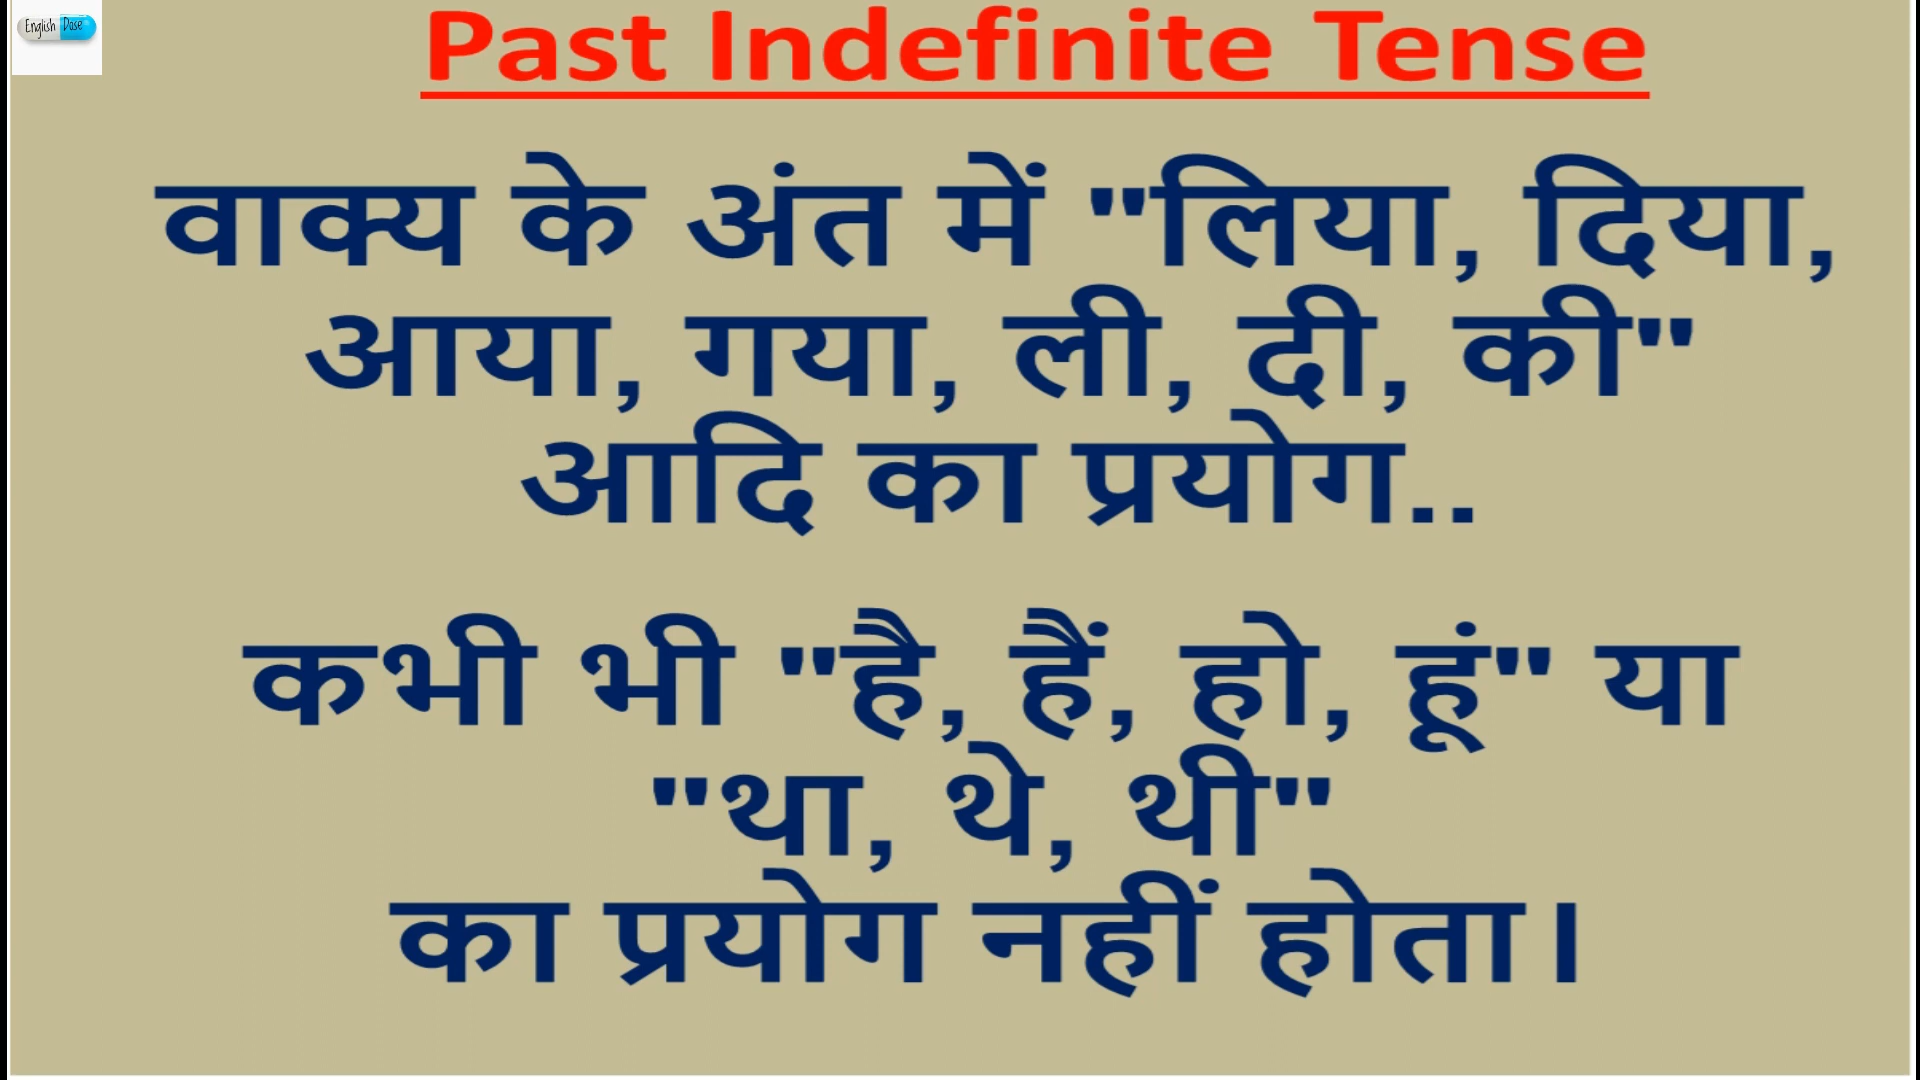 English Dose
Past Indefinite Tense
वाक्य के अंत में "लिया, दिया,
आया, गया, ली, दी, की"
आदि का प्रयोग..
कभी भी "है, हैं, हो, हूं" या
"था, थे, थी"
का प्रयोग नहीं होता।